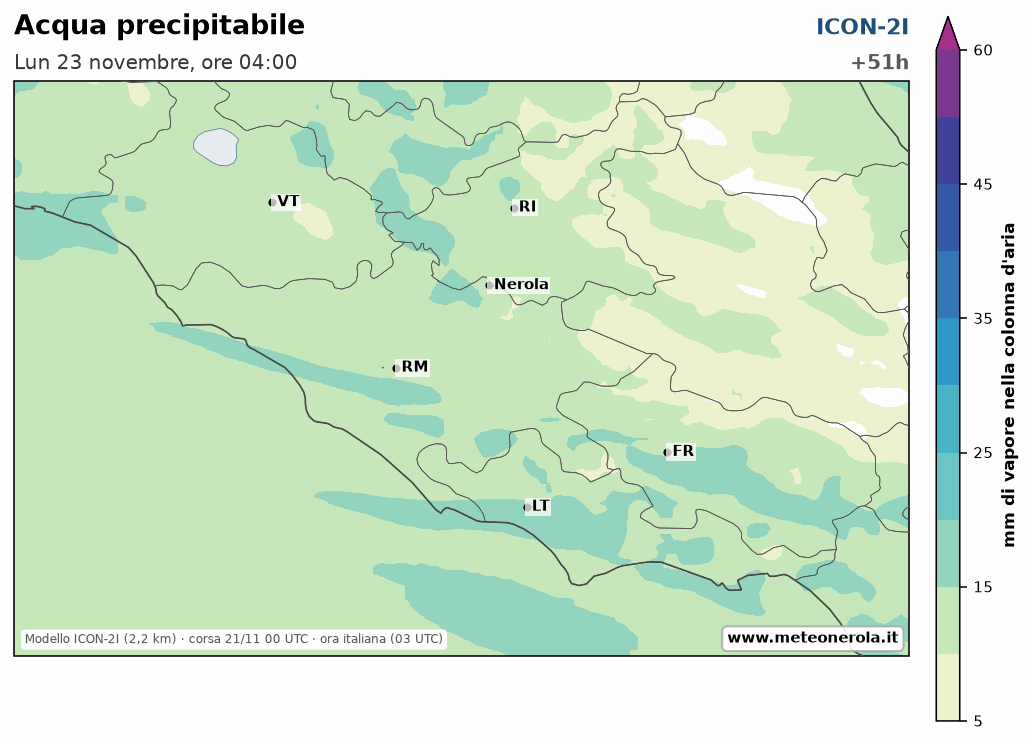 Acqua precipitabile
ICON-2I
Lun 23 novembre, ore 04:00
+51h
60
45
35
25
15
5
mm di vapore nella colonna d'aria
VT
RI
Nerola
RM
FR
LT
Modello ICON-2I (2,2 km) · corsa 21/11 00 UTC · ora italiana (03 UTC)
www.meteonerola.it